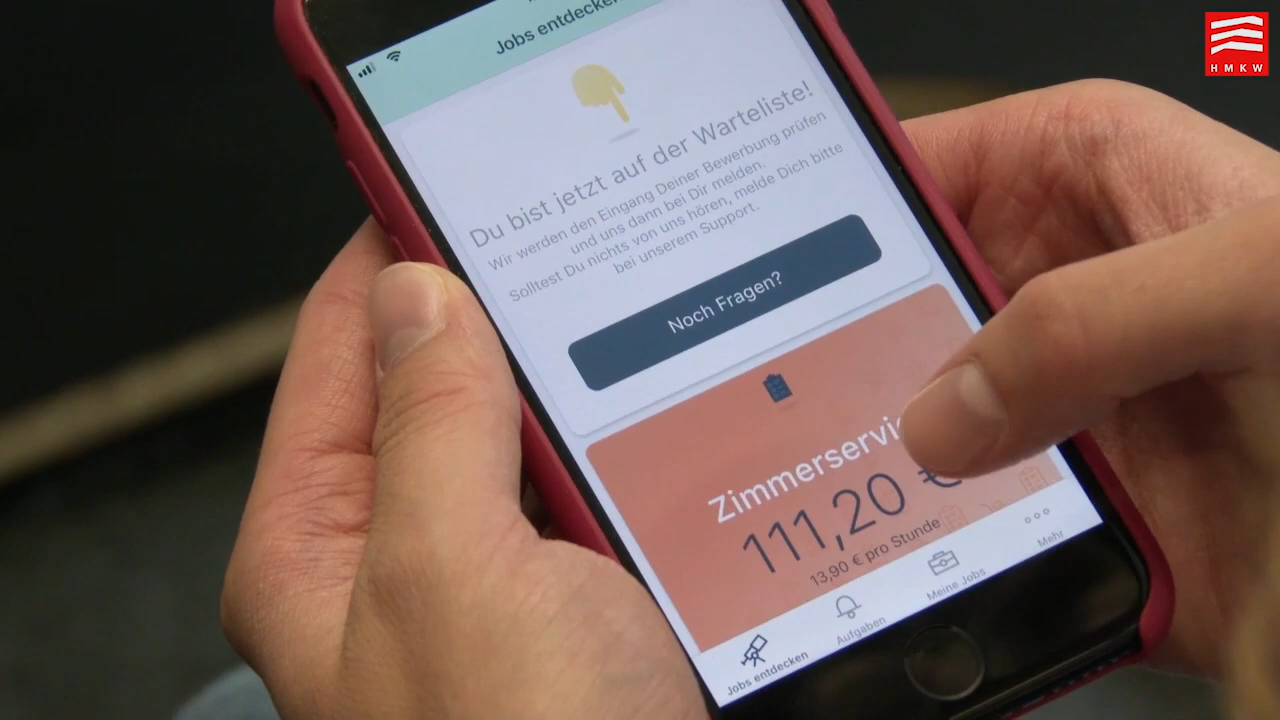 HMKW
Jobs entdecken
Du bist jetzt auf der Warteliste!
Wir werden den Eingang Deiner Bewerbung prüfen
und uns dann bei Dir melden.
Solltest Du nichts von uns hören, melde Dich bitte
bei unserem Support.
Noch Fragen?
Zimmerservi
111,20 €
13,90 € pro Stunde
Jobs entdecken
Aufgaben
Meine Jobs
Mehr